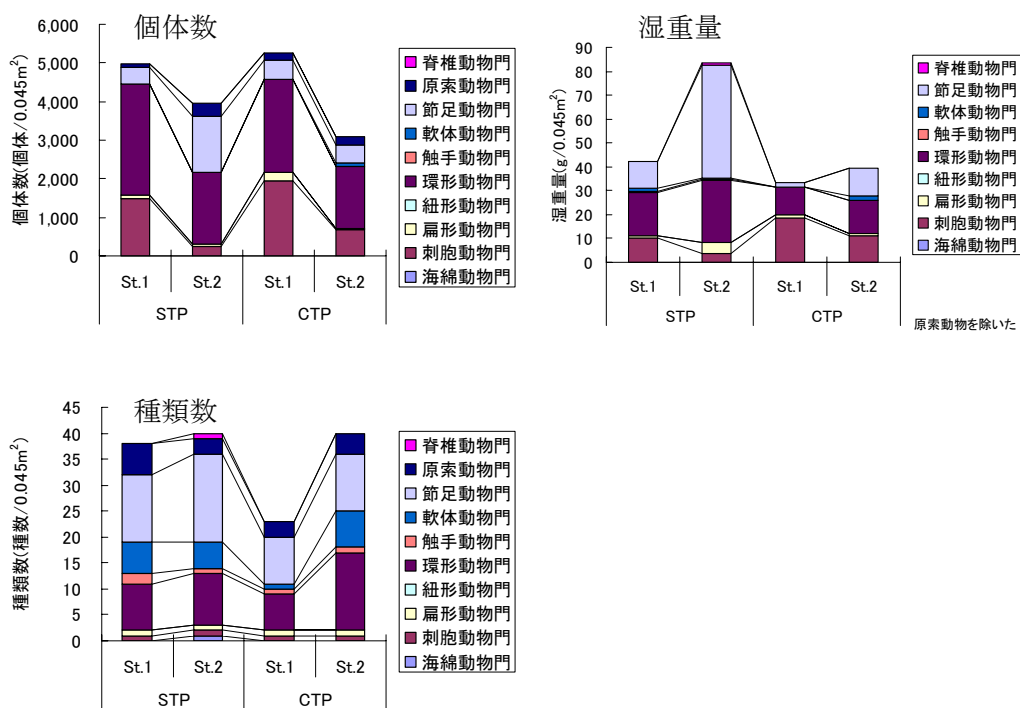 個体数
個体数(個体/0.045m²)
6,000
5,000
4,000
3,000
2,000
1,000
0
St.1 St.2 St.1 St.2
STP CTP
脊椎動物門
原索動物門
節足動物門
軟体動物門
触手動物門
環形動物門
紐形動物門
扁形動物門
刺胞動物門
海綿動物門
湿重量
湿重量(g/0.045m²)
90
80
70
60
50
40
30
20
10
0
St.1 St.2 St.1 St.2
STP CTP
脊椎動物門
節足動物門
軟体動物門
触手動物門
環形動物門
紐形動物門
扁形動物門
刺胞動物門
海綿動物門
原索動物を除いた
種類数
種類数(種数/0.045m²)
45
40
35
30
25
20
15
10
5
0
St.1 St.2 St.1 St.2
STP CTP
脊椎動物門
原索動物門
節足動物門
軟体動物門
触手動物門
環形動物門
紐形動物門
扁形動物門
刺胞動物門
海綿動物門